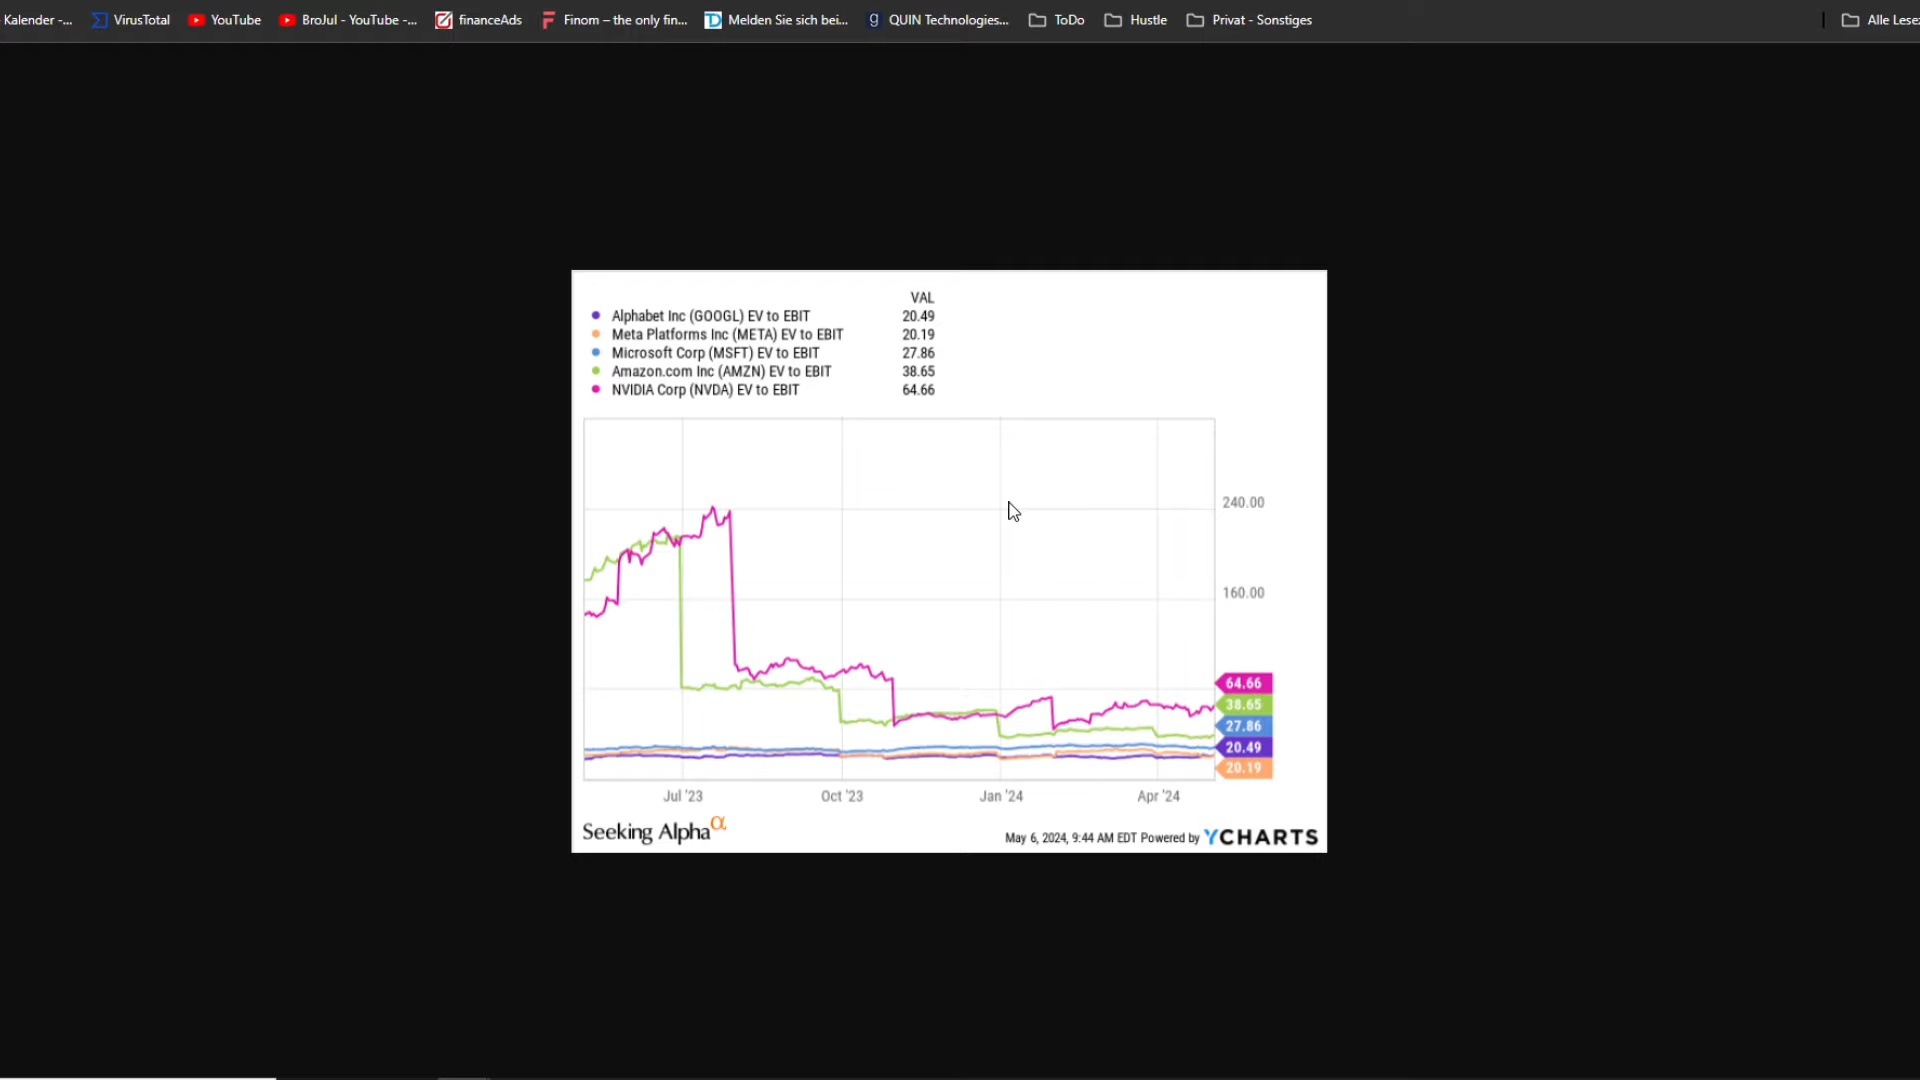 Kalender -... VirusTotal YouTube BroJul - YouTube -... financeAds Finom – the only fin... Melden Sie sich bei... QUIN Technologies... ToDo Hustle Privat - Sonstiges Alle Lese
VAL
Alphabet Inc (GOOGL) EV to EBIT 20.49
Meta Platforms Inc (META) EV to EBIT 20.19
Microsoft Corp (MSFT) EV to EBIT 27.86
Amazon.com Inc (AMZN) EV to EBIT 38.65
NVIDIA Corp (NVDA) EV to EBIT 64.66
240.00
160.00
64.66
38.65
27.86
20.49
20.19
Jul '23 Oct '23 Jan '24 Apr '24
Seeking Alpha α
May 6, 2024, 9:44 AM EDT Powered by YCHARTS